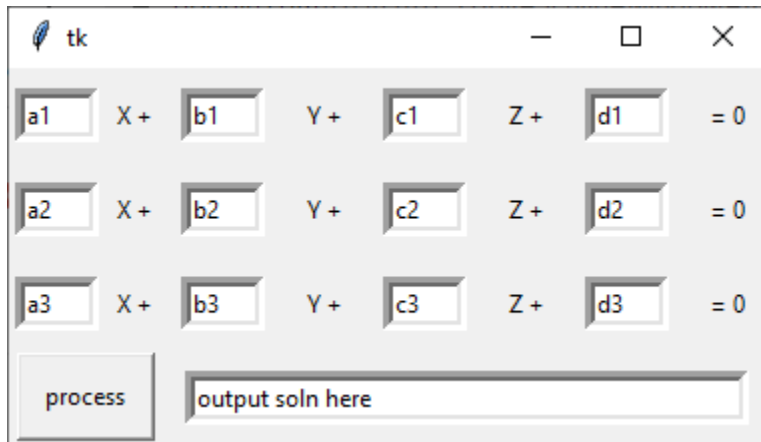 tk
a1 X + b1 Y + c1 Z + d1 = 0
a2 X + b2 Y + c2 Z + d2 = 0
a3 X + b3 Y + c3 Z + d3 = 0
process output soln here